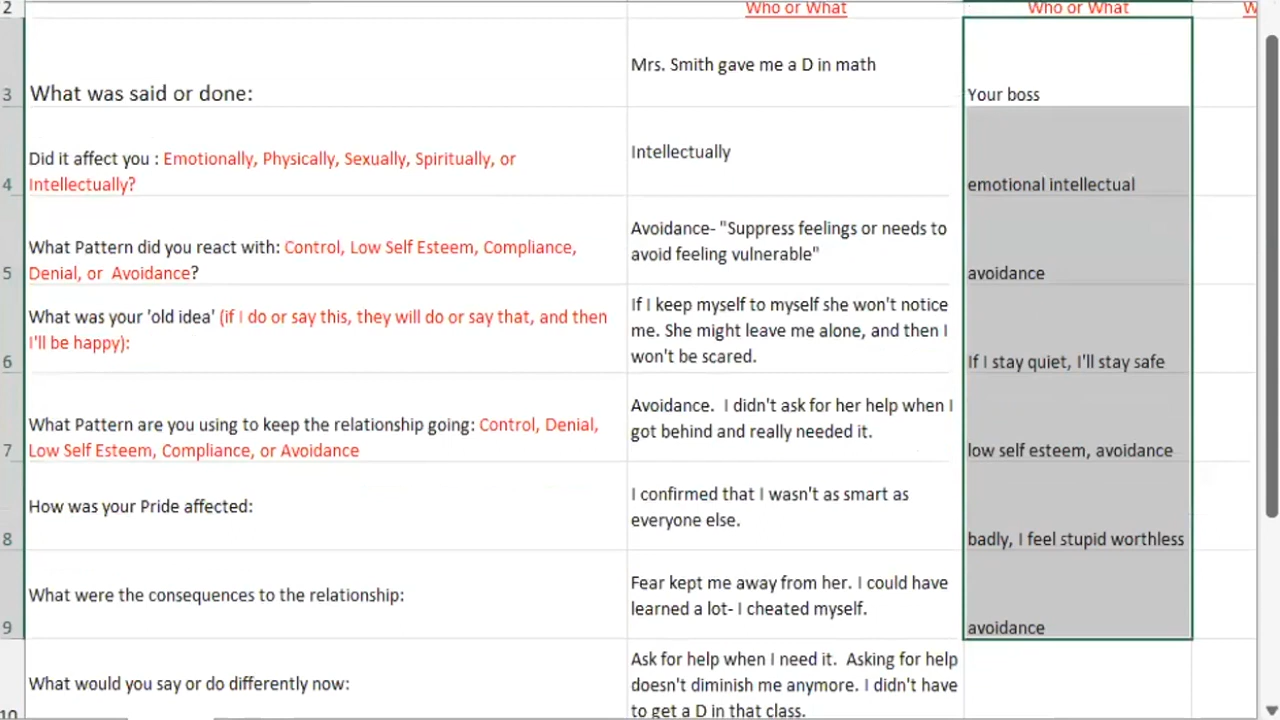 2
Who or What
Who or What
W
Mrs. Smith gave me a D in math
3
What was said or done:
Your boss
Did it affect you : Emotionally, Physically, Sexually, Spiritually, or
Intellectually?
Intellectually
4
emotional intellectual
What Pattern did you react with: Control, Low Self Esteem, Compliance,
Denial, or  Avoidance?
Avoidance- "Suppress feelings or needs to
avoid feeling vulnerable"
5
avoidance
What was your 'old idea' (if I do or say this, they will do or say that, and then
I'll be happy):
If I keep myself to myself she won't notice
me. She might leave me alone, and then I
won't be scared.
6
If I stay quiet, I'll stay safe
What Pattern are you using to keep the relationship going: Control, Denial,
Low Self Esteem, Compliance, or Avoidance
Avoidance.  I didn't ask for her help when I
got behind and really needed it.
7
low self esteem, avoidance
How was your Pride affected:
I confirmed that I wasn't as smart as
everyone else.
8
badly, I feel stupid worthless
What were the consequences to the relationship:
Fear kept me away from her. I could have
learned a lot- I cheated myself.
9
avoidance
What would you say or do differently now:
Ask for help when I need it.  Asking for help
doesn't diminish me anymore. I didn't have
to get a D in that class.
10